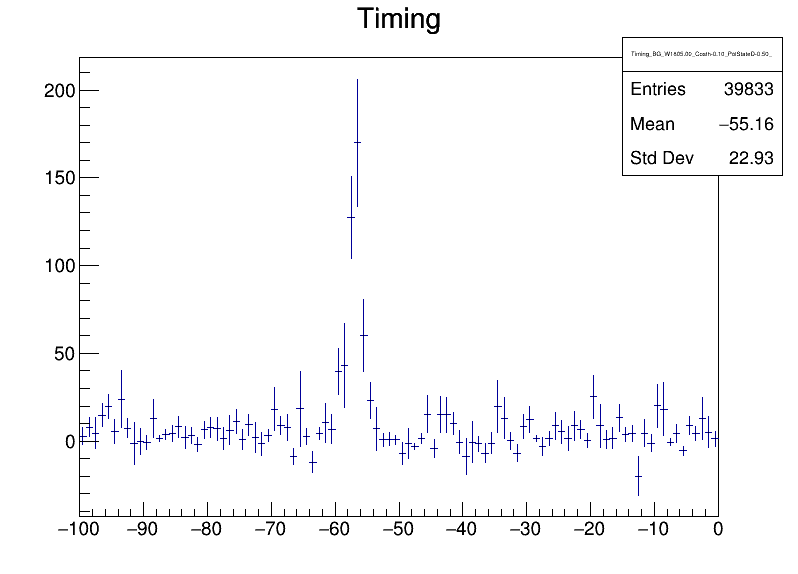 Timing
Timing_BG_W1605.00_Costh-0.10_PolStateD-0.50_
Entries 39833
Mean −55.16
Std Dev 22.93
200
150
100
50
0
−100 −90 −80 −70 −60 −50 −40 −30 −20 −10 0